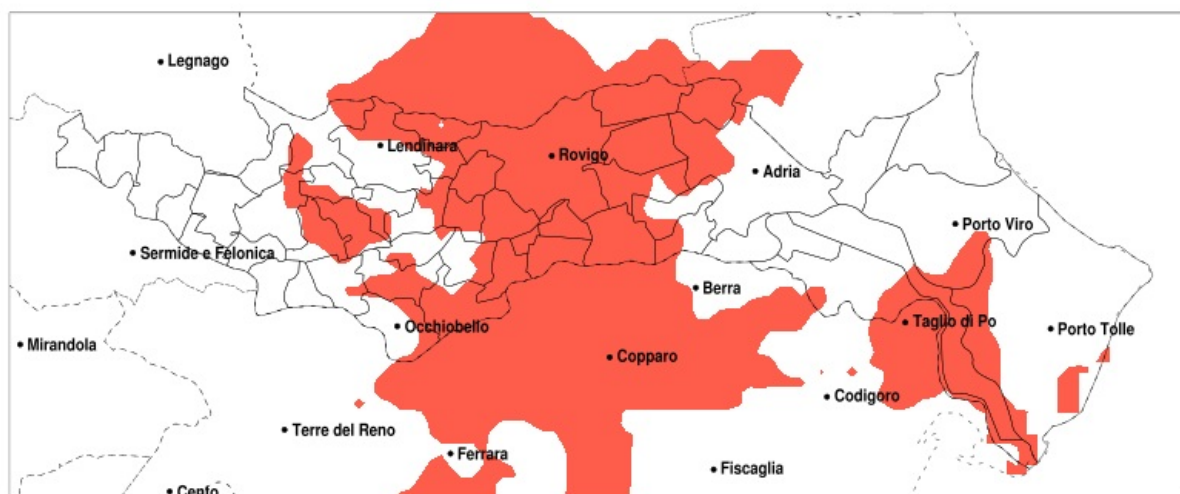 Legnago
Lendinara
Rovigo
Adria
Porto Viro
Sermide e Felonica
Berra
Occhiobello
Taglio di Po
Porto Tolle
Mirandola
Copparo
Codigoro
Terre del Reno
Ferrara
Fiscaglia
Cento